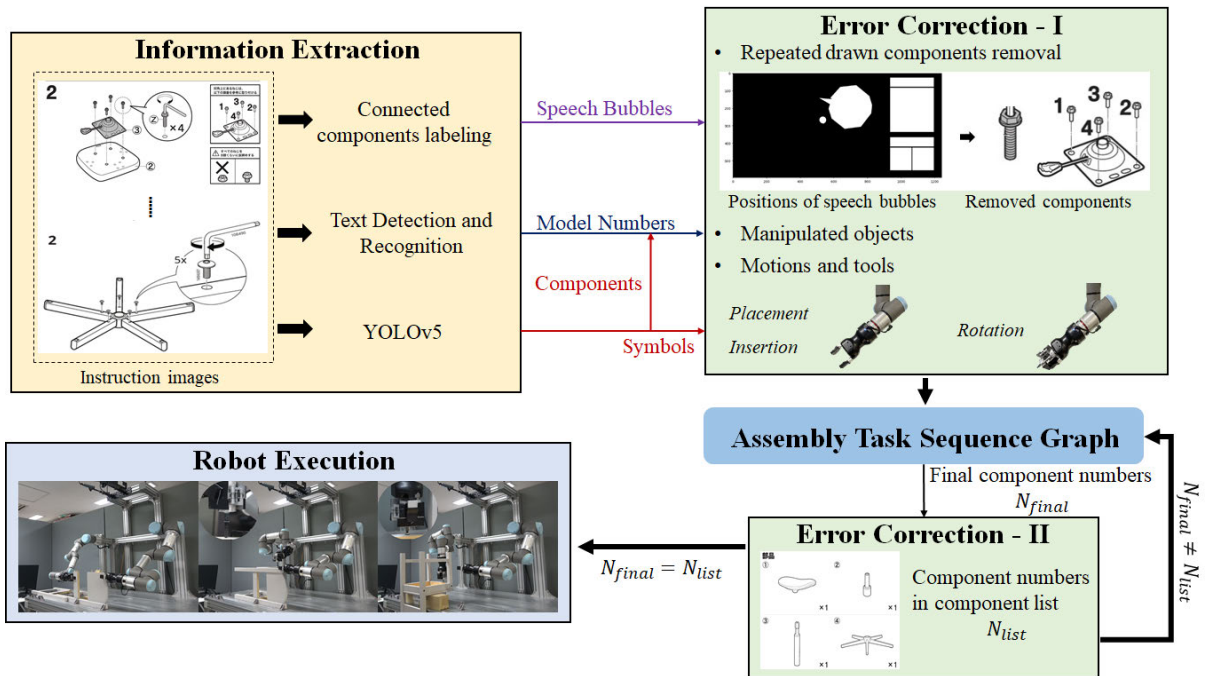 Information Extraction
2
②
×4
③
②
1
3
2
4
2
5x
Instruction images
Connected
components labeling
Text Detection and
Recognition
YOLOv5
Speech Bubbles
Model Numbers
Components
Symbols
Error Correction - I
• Repeated drawn components removal
Positions of speech bubbles
1
3
2
4
Removed components
• Manipulated objects
• Motions and tools
Placement
Insertion
Rotation
Assembly Task Sequence Graph
Final component numbers
N_final
N_final ≠ N_list
Error Correction - II
部品
①
②
×1
×1
③
④
×1
×1
Component numbers
in component list
N_list
N_final = N_list
Robot Execution